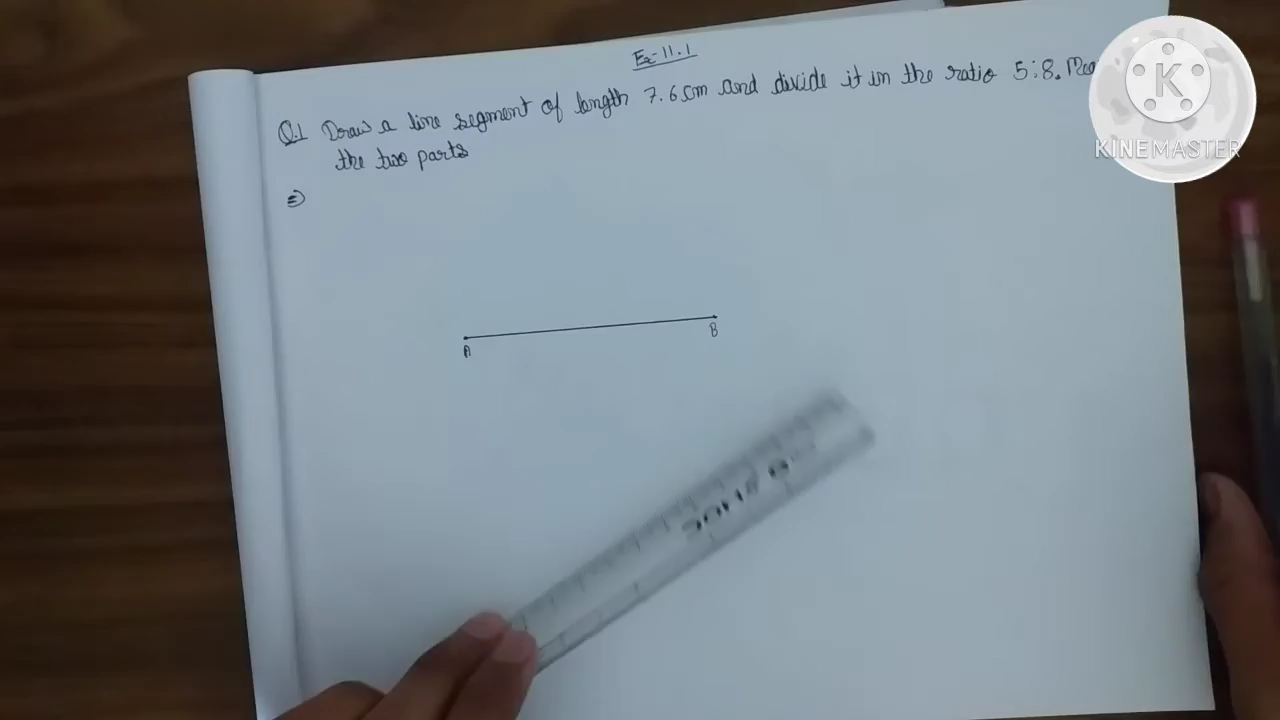 Ex-11.1
Q.1 Draw a line segment of length 7.6 cm and divide it in the ratio 5:8. Mea
the two parts
A
B
K
KINEMASTER